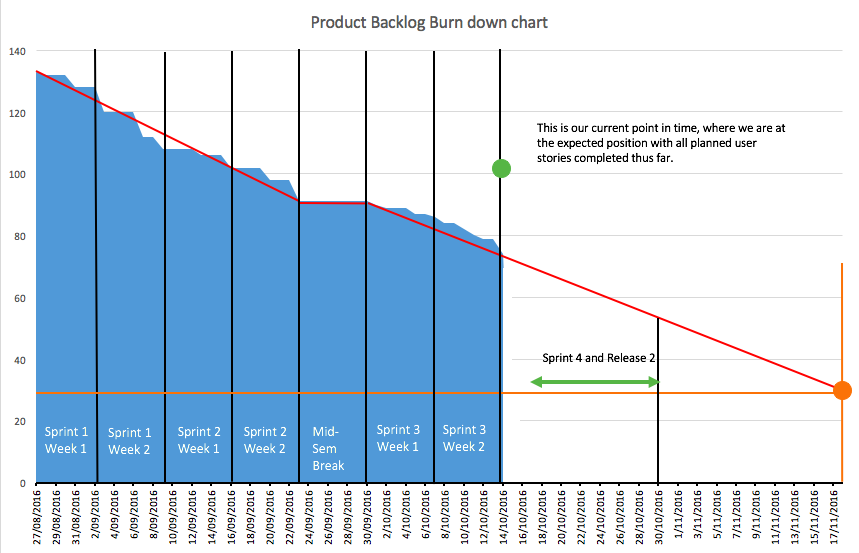 Product Backlog Burn down chart
140
120
100
80
60
40
20
0
This is our current point in time, where we are at
the expected position with all planned user
stories completed thus far.
Sprint 4 and Release 2
Sprint 1
Week 1
Sprint 1
Week 2
Sprint 2
Week 1
Sprint 2
Week 2
Mid-
Sem
Break
Sprint 3
Week 1
Sprint 3
Week 2
27/08/2016
29/08/2016
31/08/2016
2/09/2016
4/09/2016
6/09/2016
8/09/2016
10/09/2016
12/09/2016
14/09/2016
16/09/2016
18/09/2016
20/09/2016
22/09/2016
24/09/2016
26/09/2016
28/09/2016
30/09/2016
2/10/2016
4/10/2016
6/10/2016
8/10/2016
10/10/2016
12/10/2016
14/10/2016
16/10/2016
18/10/2016
20/10/2016
22/10/2016
24/10/2016
26/10/2016
28/10/2016
30/10/2016
1/11/2016
3/11/2016
5/11/2016
7/11/2016
9/11/2016
11/11/2016
13/11/2016
15/11/2016
17/11/2016